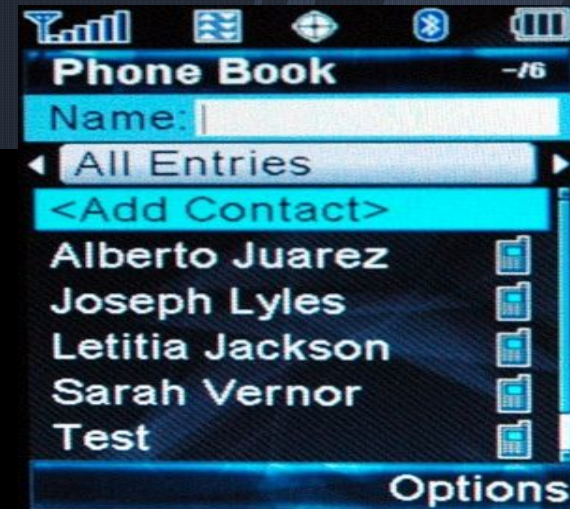 Phone Book -/6
Name:
All Entries
<Add Contact>
Alberto Juarez
Joseph Lyles
Letitia Jackson
Sarah Vernor
Test
Options